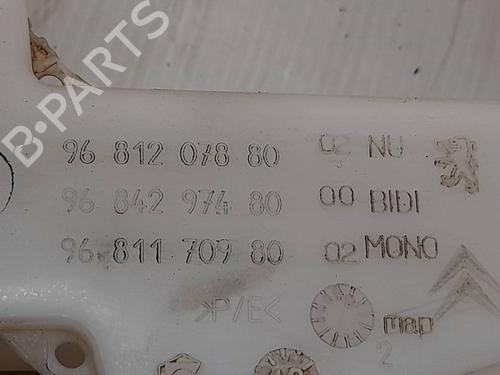 96 812 078 80 02 NU
96 842 974 80 00 BIDI
96 811 709 80 02 MONO
>P/E< map
2
B-PARTS